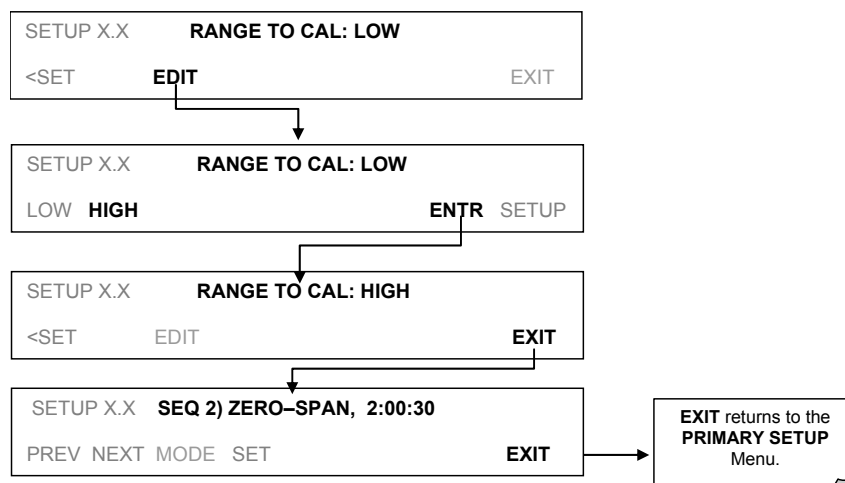 SETUP X.X RANGE TO CAL: LOW
<SET EDIT EXIT
SETUP X.X RANGE TO CAL: LOW
LOW HIGH ENTR SETUP
SETUP X.X RANGE TO CAL: HIGH
<SET EDIT EXIT
SETUP X.X SEQ 2) ZERO–SPAN, 2:00:30
PREV NEXT MODE SET EXIT
EXIT returns to the
PRIMARY SETUP
Menu.